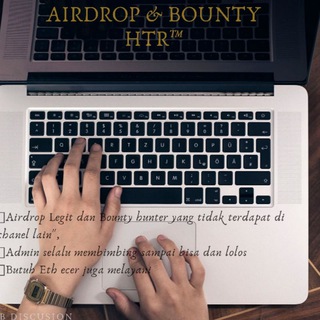 AIRDROP & BOUNTY
HTR™
Airdrop Legit dan Bounty hunter yang tidak terdapat di
chanel lain",
Admin selalu membimbing sampai bisa dan lolos
Butuh Eth ecer juga melayani
B DISCUSION